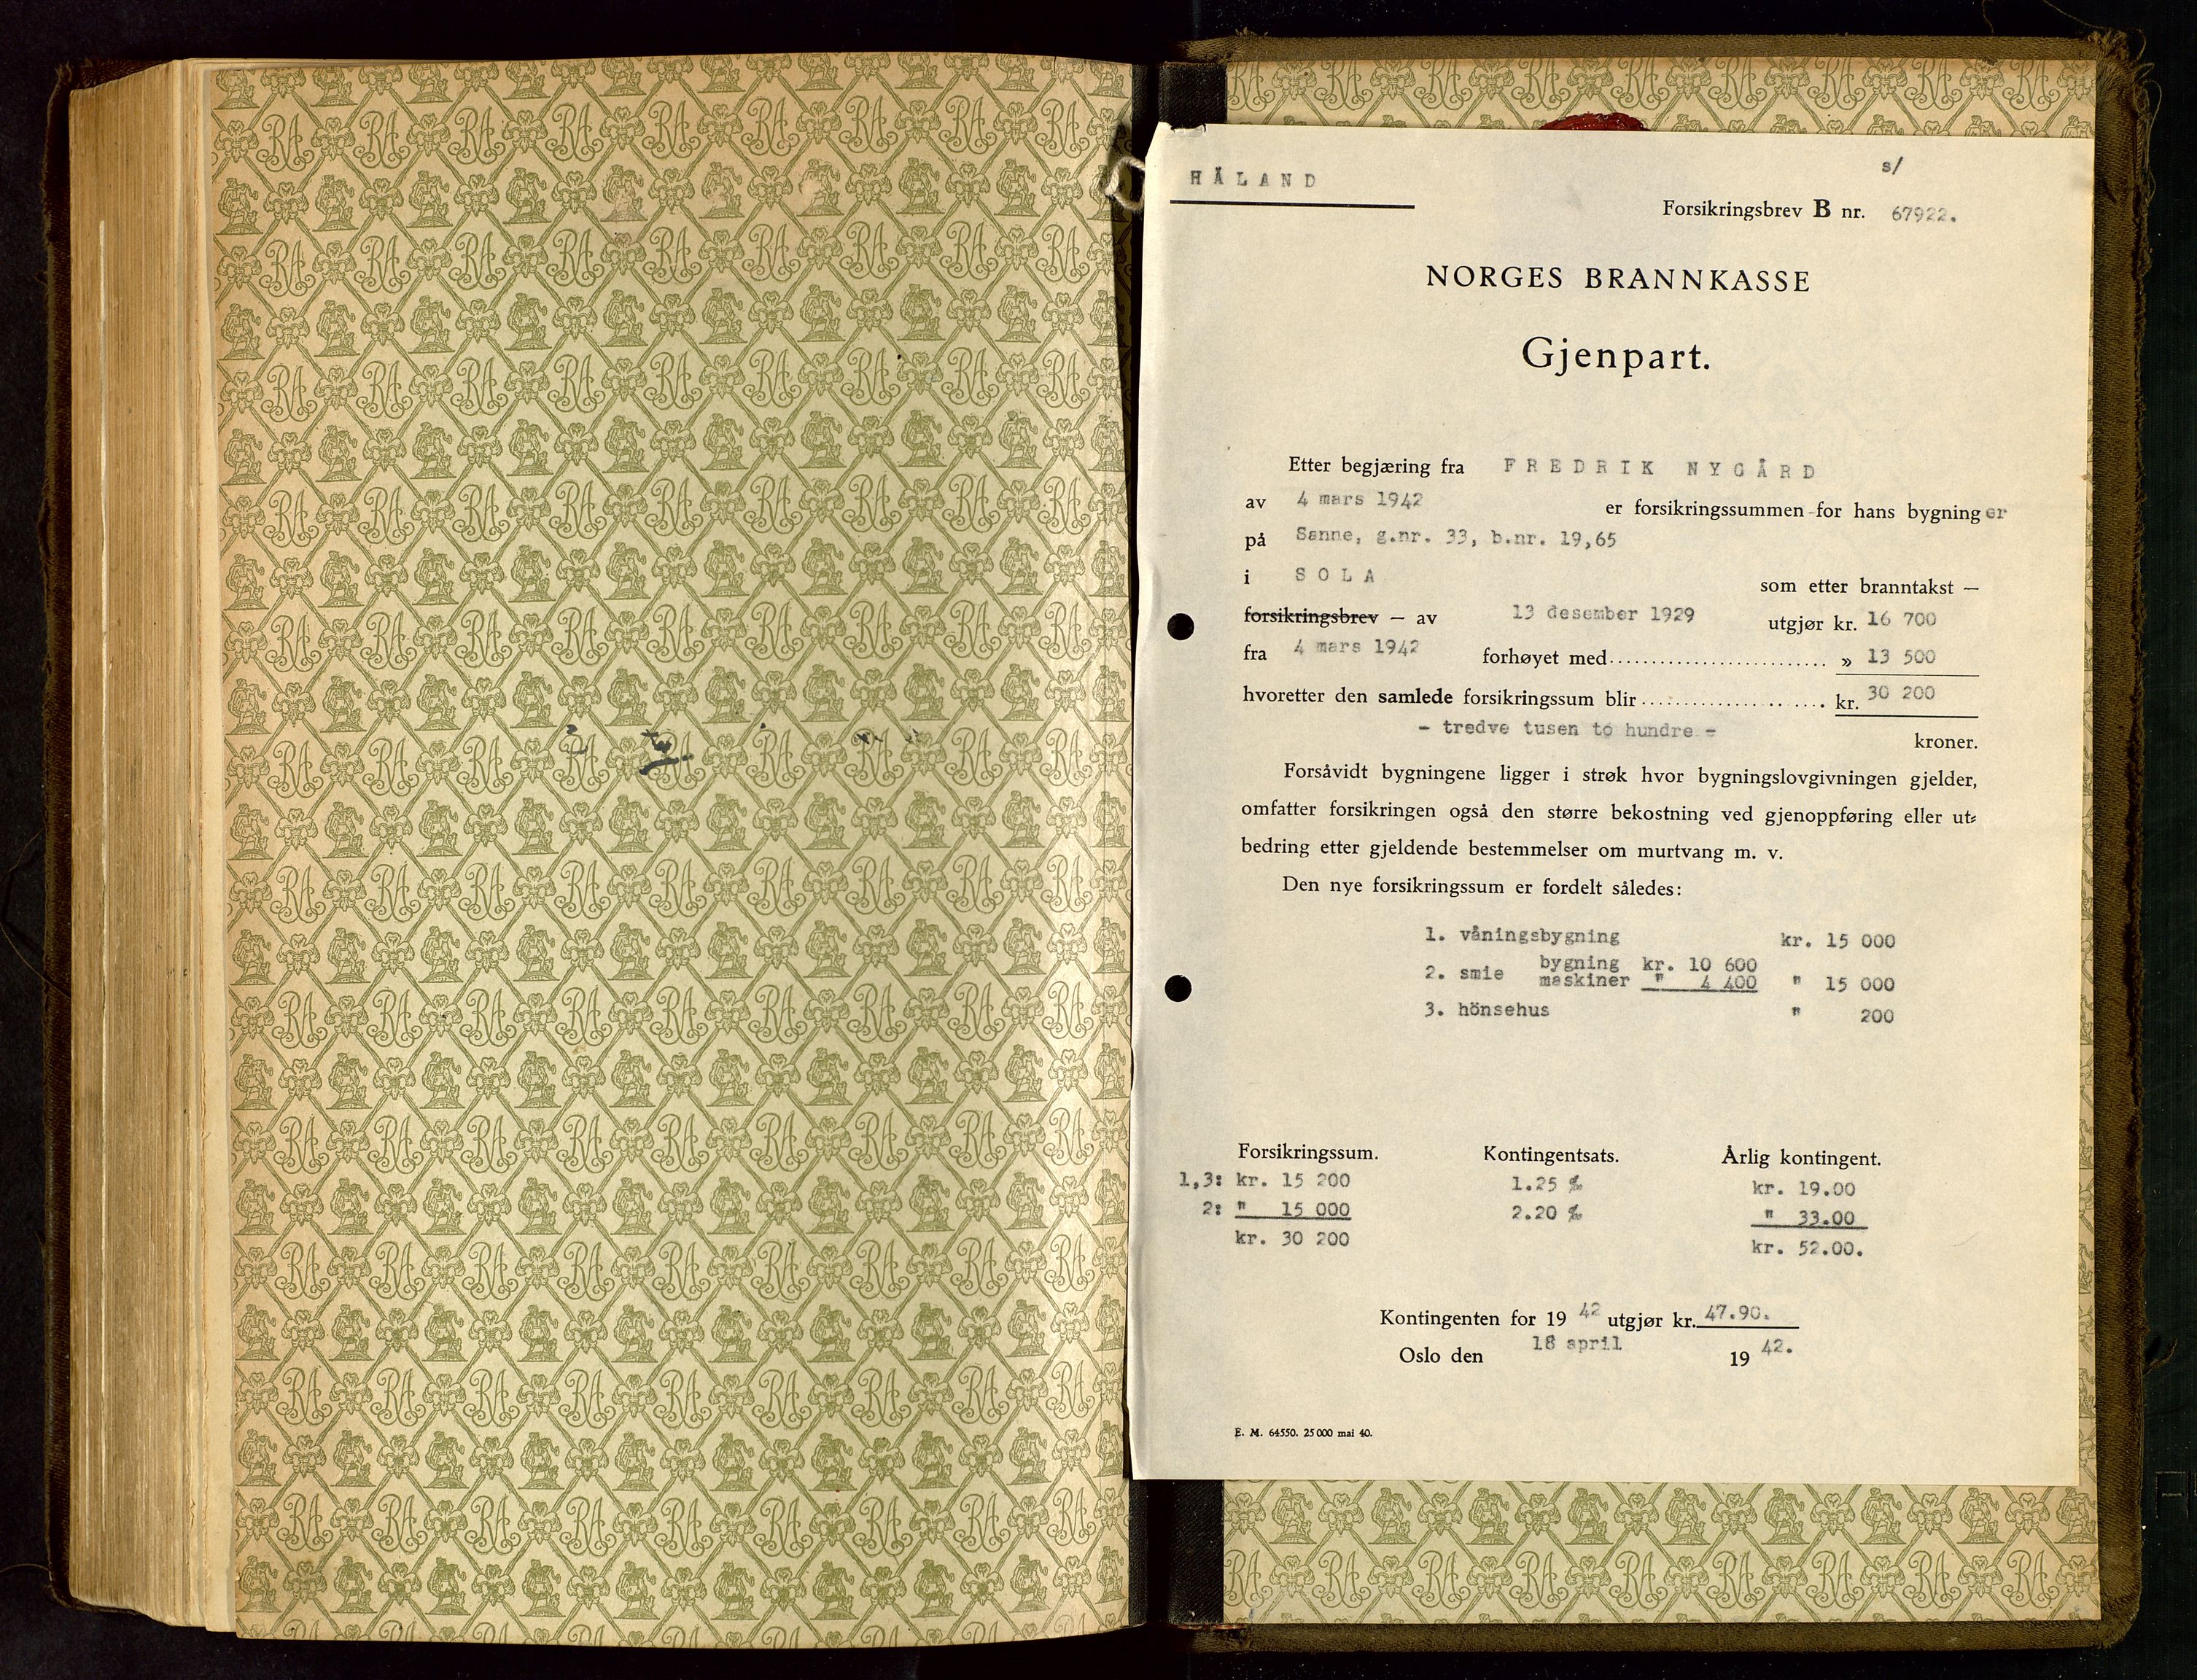 HÅLAND
s/
Forsikringsbrev B nr. 67922.
NORGES BRANNKASSE
Gjenpart.
Etter begjæring fra FREDRIK NYGÅRD
av 4 mars 1942 er forsikringssummen for hans bygninger
på Sanne, g.nr. 33, b.nr. 19,65
i SOLA som etter branntakst —
forsikringsbrev — av 13 desember 1929 utgjør kr. 16 700
fra 4 mars 1942 forhøyet med .......................... » 13 500
hvoretter den samlede forsikringssum blir ...................... kr. 30 200
- tredve tusen to hundre - kroner.
Forsåvidt bygningene ligger i strøk hvor bygningslovgivningen gjelder,
omfatter forsikringen også den større bekostning ved gjenoppføring eller ut-
bedring etter gjeldende bestemmelser om murtvang m. v.
Den nye forsikringssum er fordelt således:
1. våningsbygning kr. 15 000
2. smie bygning kr. 10 600
maskiner " 4 400 " 15 000
3. hönsehus " 200
Forsikringssum. Kontingentsats. Årlig kontingent.
1,3: kr. 15 200 1.25 ‰ kr. 19.00
2: " 15 000 2.20 ‰ " 33.00
kr. 30 200 kr. 52.00.
Kontingenten for 1942 utgjør kr. 47.90.
Oslo den 18 april 1942.
E. M. 64550. 25 000 mai 40.